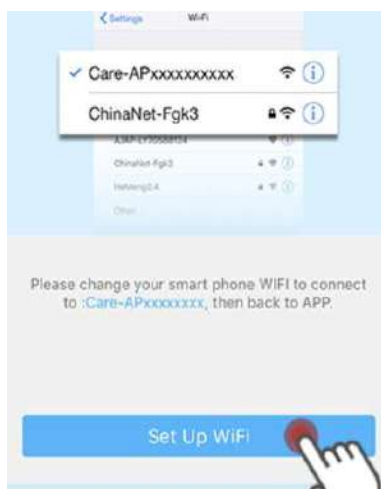 Settings WiFi
Care-APxxxxxxxxxx
ChinaNet-Fgk3
ChinaNet-Fgk3
Other
Please change your smart phone WIFI to connect
to :Care-APxxxxxxxx, then back to APP.
Set Up WiFi